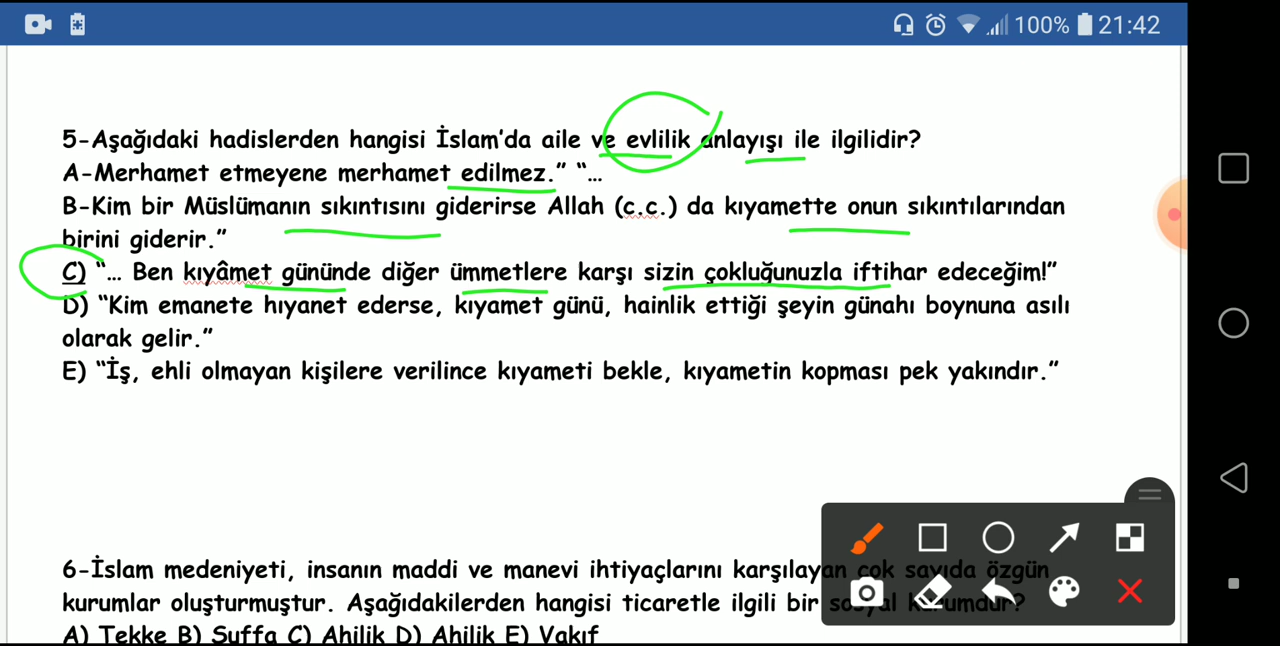 100% 21:42
5-Aşağıdaki hadislerden hangisi İslam’da aile ve evlilik anlayışı ile ilgilidir?
A-Merhamet etmeyene merhamet edilmez.” “…
B-Kim bir Müslümanın sıkıntısını giderirse Allah (c.c.) da kıyamette onun sıkıntılarından
birini giderir.”
C) “… Ben kıyâmet gününde diğer ümmetlere karşı sizin çokluğunuzla iftihar edeceğim!”
D) “Kim emanete hıyanet ederse, kıyamet günü, hainlik ettiği şeyin günahı boynuna asılı
olarak gelir.”
E) “İş, ehli olmayan kişilere verilince kıyameti bekle, kıyametin kopması pek yakındır.”
6-İslam medeniyeti, insanın maddi ve manevi ihtiyaçlarını karşılayan çok sayıda özgün
kurumlar oluşturmuştur. Aşağıdakilerden hangisi ticaretle ilgili bir sosyal kurumdur?
A) Tekke B) Suffa C) Ahilik D) Ahilik E) Vakıf